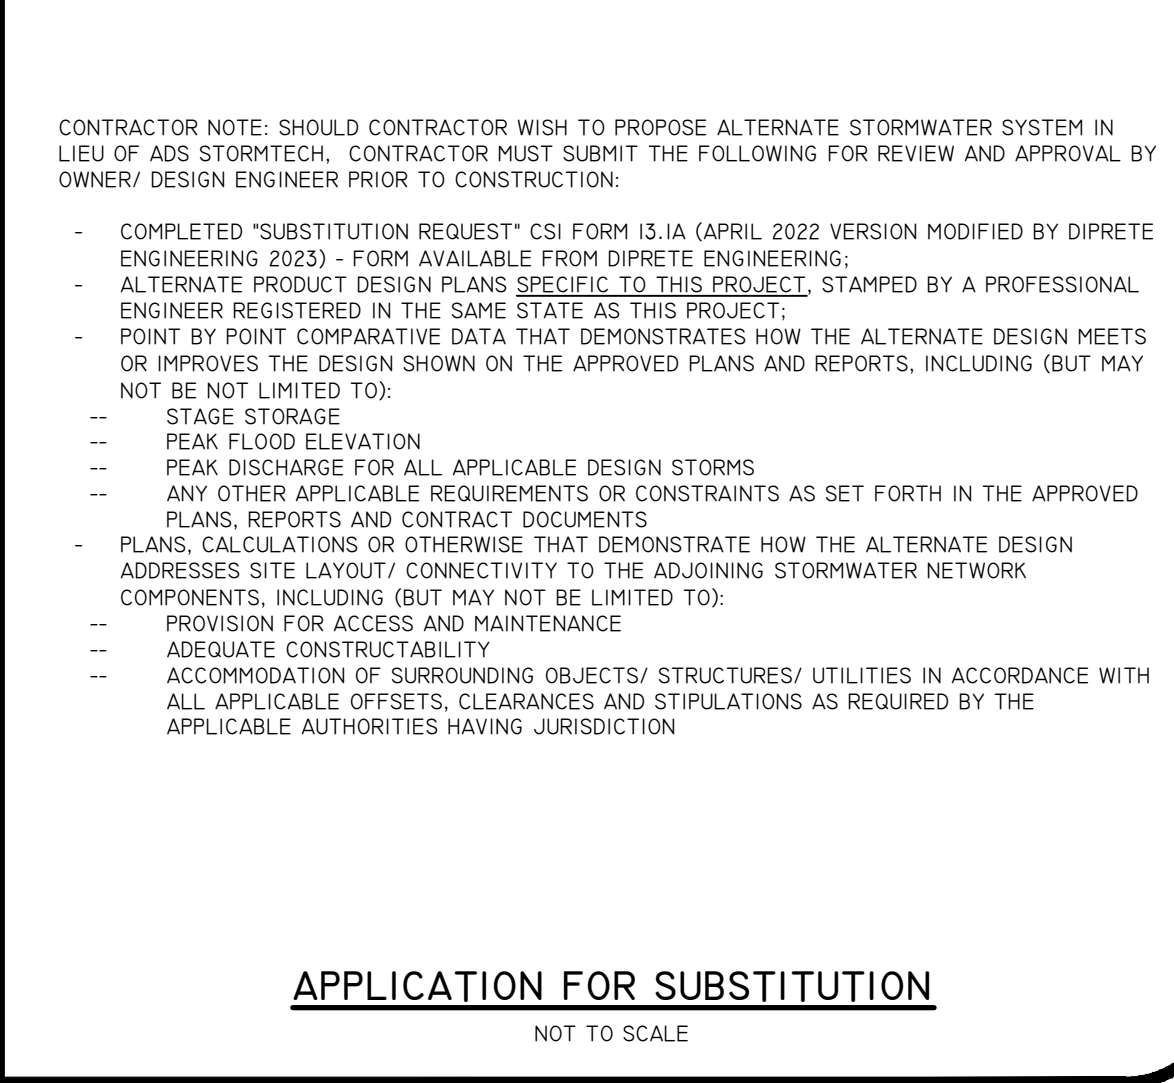 CONTRACTOR NOTE: SHOULD CONTRACTOR WISH TO PROPOSE ALTERNATE STORMWATER SYSTEM IN
LIEU OF ADS STORMTECH, CONTRACTOR MUST SUBMIT THE FOLLOWING FOR REVIEW AND APPROVAL BY
OWNER/ DESIGN ENGINEER PRIOR TO CONSTRUCTION:
- COMPLETED "SUBSTITUTION REQUEST" CSI FORM 13.1A (APRIL 2022 VERSION MODIFIED BY DIPRETE
ENGINEERING 2023) - FORM AVAILABLE FROM DIPRETE ENGINEERING;
- ALTERNATE PRODUCT DESIGN PLANS SPECIFIC TO THIS PROJECT, STAMPED BY A PROFESSIONAL
ENGINEER REGISTERED IN THE SAME STATE AS THIS PROJECT;
- POINT BY POINT COMPARATIVE DATA THAT DEMONSTRATES HOW THE ALTERNATE DESIGN MEETS
OR IMPROVES THE DESIGN SHOWN ON THE APPROVED PLANS AND REPORTS, INCLUDING (BUT MAY
NOT BE NOT LIMITED TO):
-- STAGE STORAGE
-- PEAK FLOOD ELEVATION
-- PEAK DISCHARGE FOR ALL APPLICABLE DESIGN STORMS
-- ANY OTHER APPLICABLE REQUIREMENTS OR CONSTRAINTS AS SET FORTH IN THE APPROVED
PLANS, REPORTS AND CONTRACT DOCUMENTS
- PLANS, CALCULATIONS OR OTHERWISE THAT DEMONSTRATE HOW THE ALTERNATE DESIGN
ADDRESSES SITE LAYOUT/ CONNECTIVITY TO THE ADJOINING STORMWATER NETWORK
COMPONENTS, INCLUDING (BUT MAY NOT BE LIMITED TO):
-- PROVISION FOR ACCESS AND MAINTENANCE
-- ADEQUATE CONSTRUCTABILITY
-- ACCOMMODATION OF SURROUNDING OBJECTS/ STRUCTURES/ UTILITIES IN ACCORDANCE WITH
ALL APPLICABLE OFFSETS, CLEARANCES AND STIPULATIONS AS REQUIRED BY THE
APPLICABLE AUTHORITIES HAVING JURISDICTION
APPLICATION FOR SUBSTITUTION
NOT TO SCALE